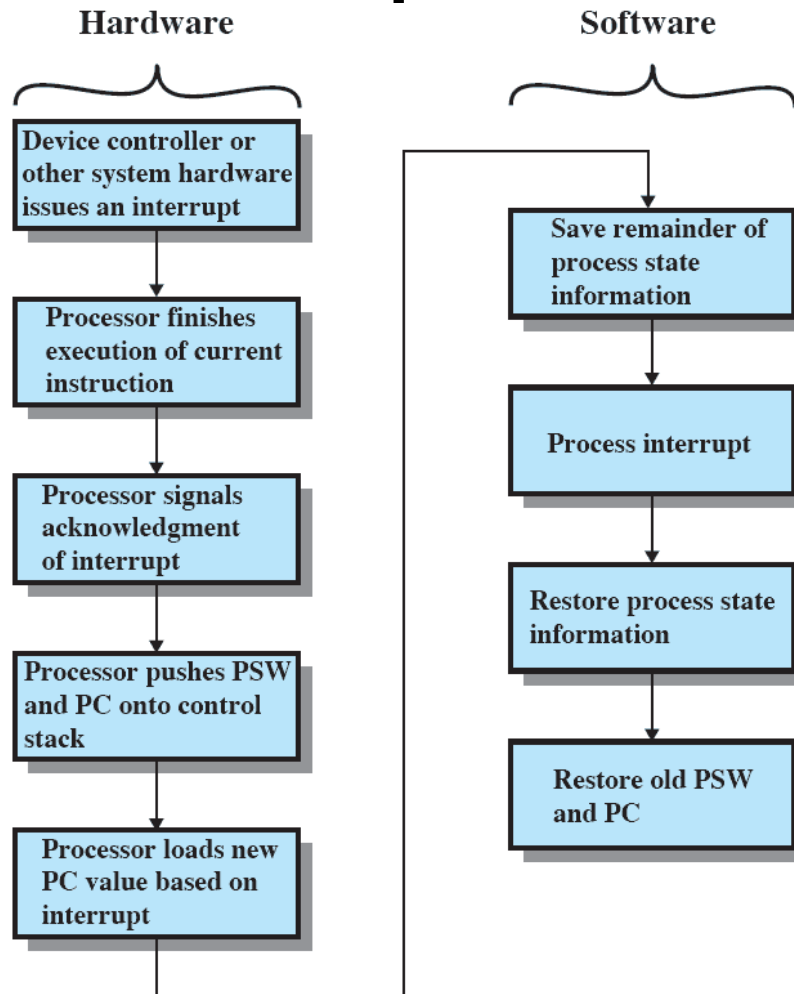 Hardware
Device controller or
other system hardware
issues an interrupt
Processor finishes
execution of current
instruction
Processor signals
acknowledgment
of interrupt
Processor pushes PSW
and PC onto control
stack
Processor loads new
PC value based on
interrupt
Software
Save remainder of
process state
information
Process interrupt
Restore process state
information
Restore old PSW
and PC